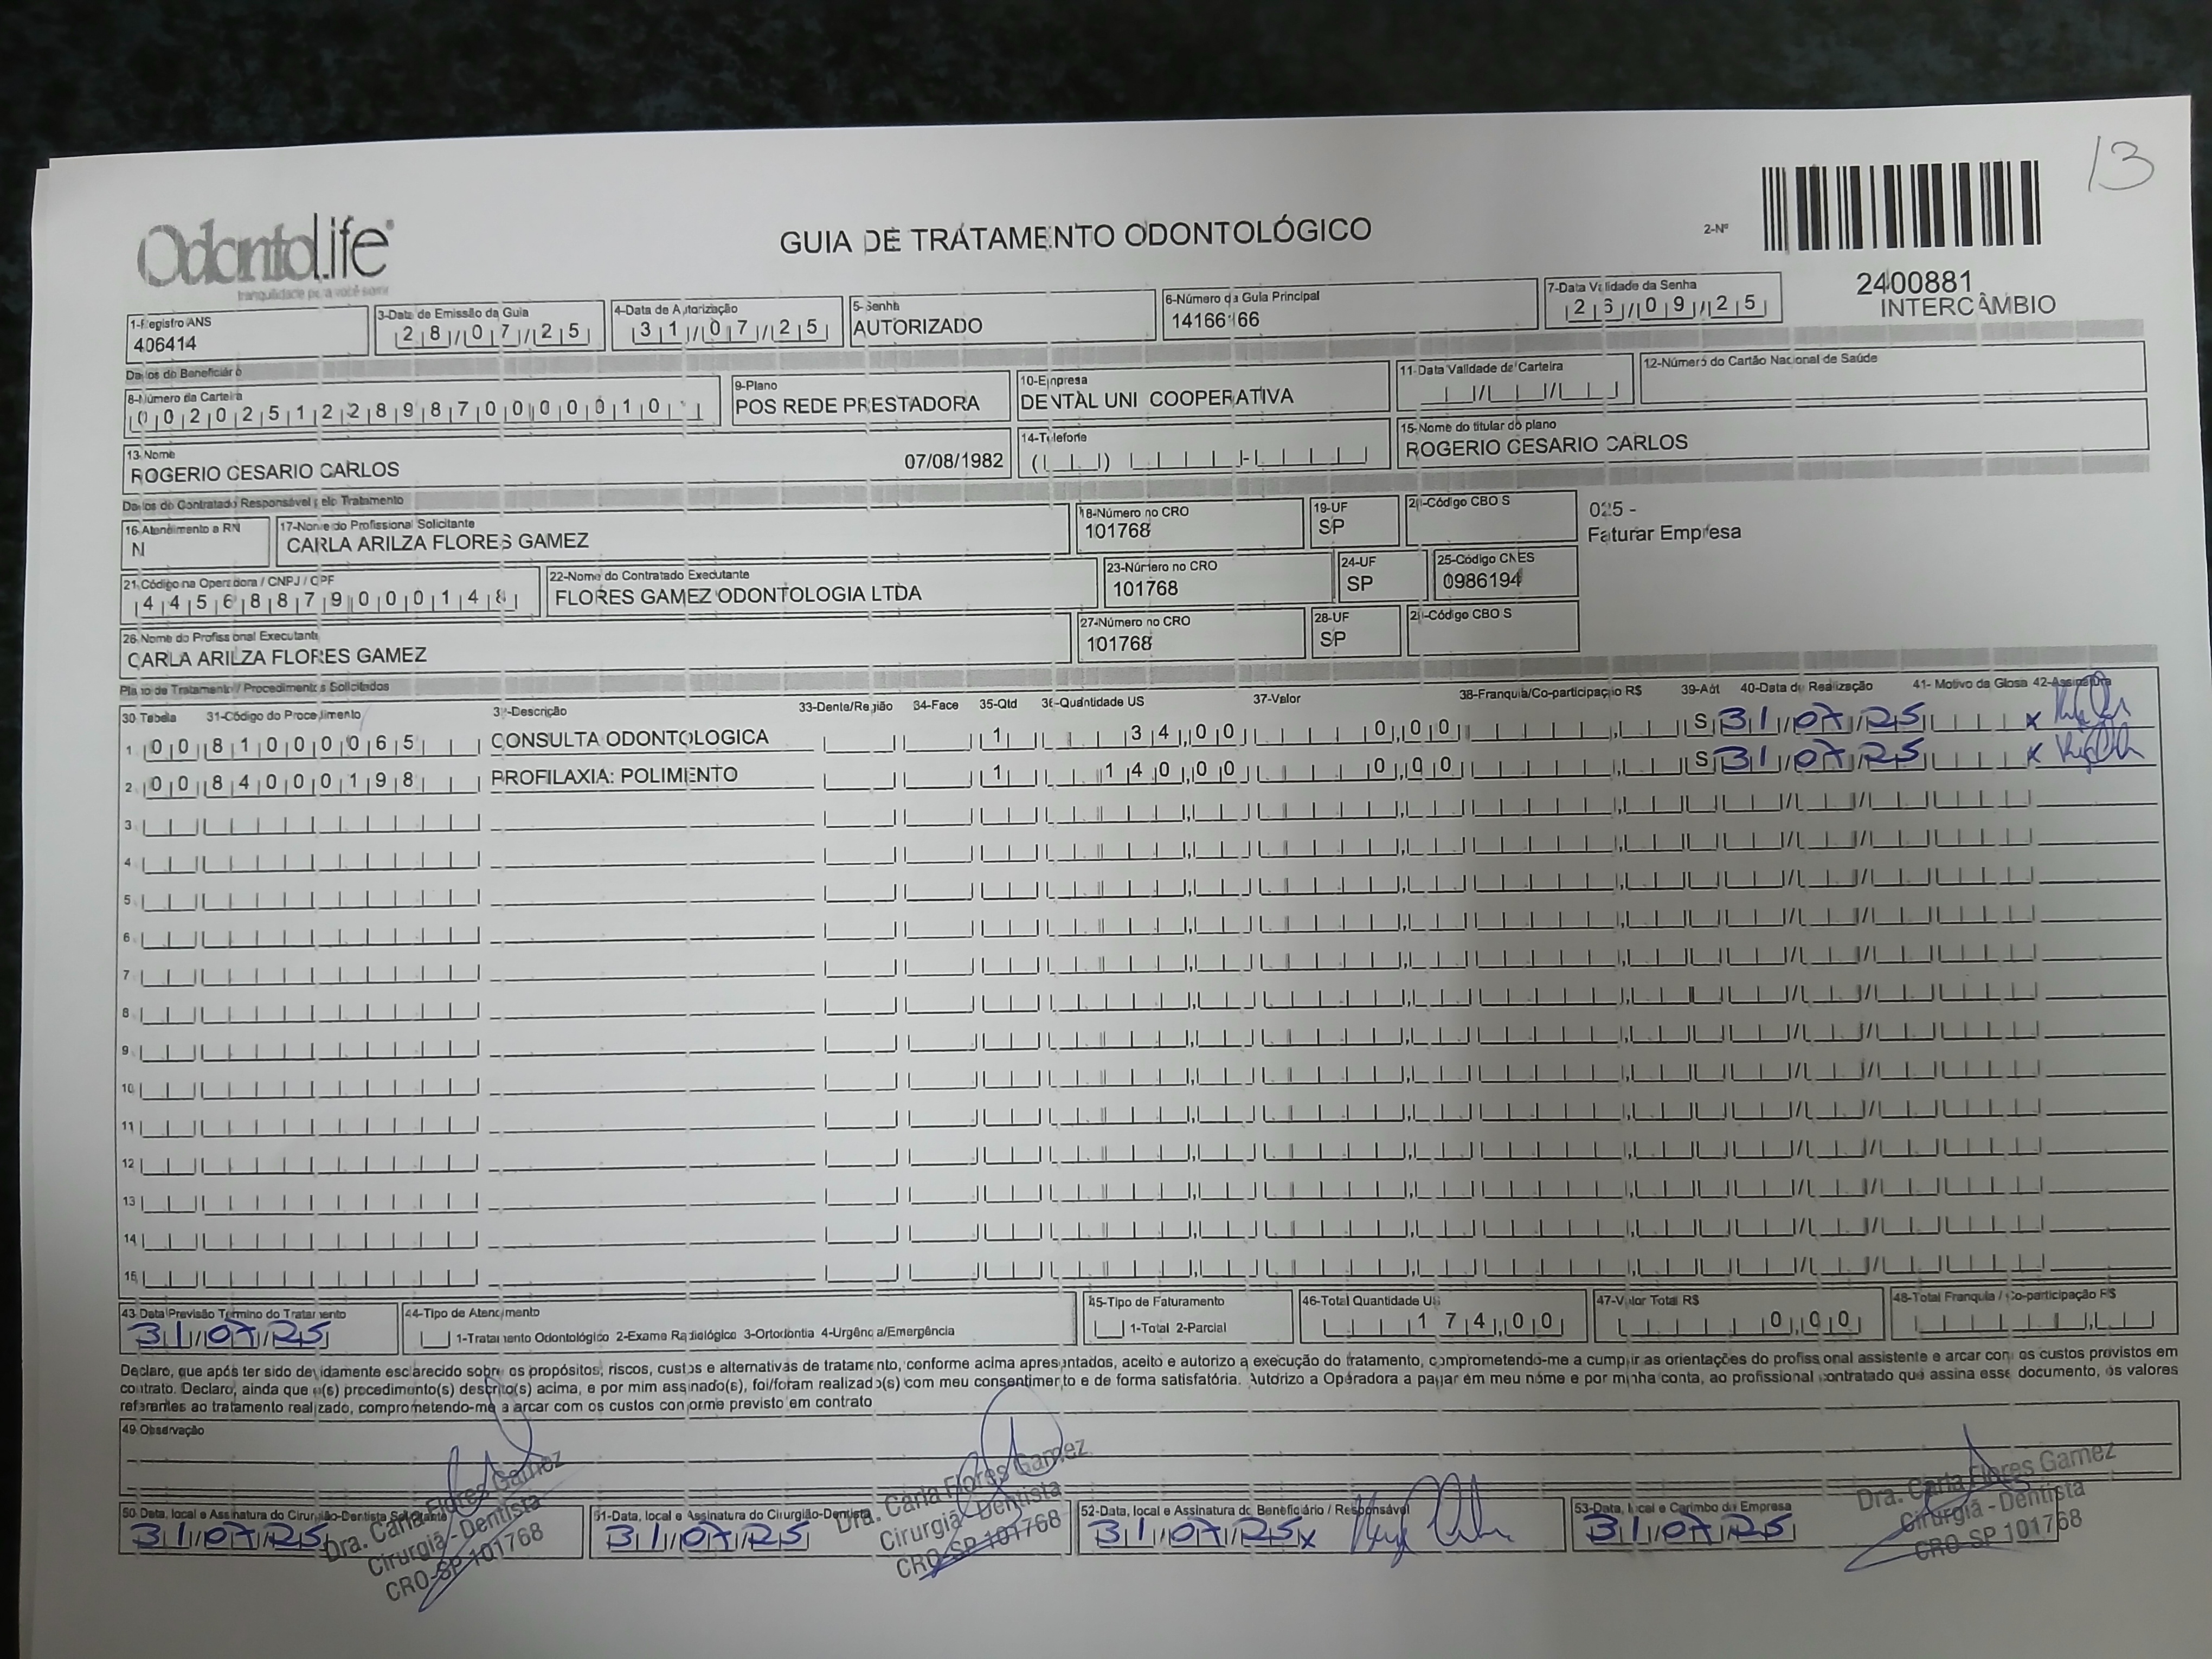 13
OdontoLife®
tranquilidade para você sorrir
GUIA DE TRATAMENTO ODONTOLÓGICO
2-Nº
2400881
INTERCÂMBIO
1-Registro ANS
406414
3-Data de Emissão da Guia
28/07/25
4-Data de Autorização
31/07/25
5-Senha
AUTORIZADO
6-Número da Guia Principal
14166166
7-Data Validade da Senha
26/09/25
Dados do Beneficiário
8-Número da Carteira
00202512289870000010
9-Plano
POS REDE PRESTADORA
10-Empresa
DENTAL UNI COOPERATIVA
11-Data Validade de Carteira
12-Número do Cartão Nacional de Saúde
13-Nome
ROGERIO CESARIO CARLOS 07/08/1982
14-Telefone
15-Nome do titular do plano
ROGERIO CESARIO CARLOS
Dados do Contratado Responsável pelo Tratamento
16-Atendimento a RN
N
17-Nome do Profissional Solicitante
CARLA ARILZA FLORES GAMEZ
18-Número no CRO
101768
19-UF
SP
20-Código CBO S
025 -
Faturar Empresa
21-Código na Operadora / CNPJ / CPF
44568879000148
22-Nome do Contratado Executante
FLORES GAMEZ ODONTOLOGIA LTDA
23-Número no CRO
101768
24-UF
SP
25-Código CNES
0986194
26-Nome do Profissional Executante
CARLA ARILZA FLORES GAMEZ
27-Número no CRO
101768
28-UF
SP
29-Código CBO S
Plano de Tratamento / Procedimentos Solicitados
30-Tabela 31-Código do Procedimento 32-Descrição 33-Dente/Região 34-Face 35-Qtd 36-Quantidade US 37-Valor 38-Franquia/Co-participação R$ 39-Aut 40-Data de Realização 41- Motivo da Glosa 42-Assinatura
1 00 81000065 CONSULTA ODONTOLOGICA 1 34,00 0,00 S 31/07/25 x
2 00 84000198 PROFILAXIA: POLIMENTO 1 140,00 0,00 S 31/07/25 x
3
4
5
6
7
8
9
10
11
12
13
14
15
43-Data Previsão Termino do Tratamento
31/07/25
44-Tipo de Atendimento
1-Tratamento Odontológico 2-Exame Radiológico 3-Ortodontia 4-Urgência/Emergência
45-Tipo de Faturamento
1-Total 2-Parcial
46-Total Quantidade US
174,00
47-Valor Total R$
0,00
48-Total Franquia / Co-participação R$
Declaro, que após ter sido devidamente esclarecido sobre os propósitos, riscos, custos e alternativas de tratamento, conforme acima apresentados, aceito e autorizo a execução do tratamento, comprometendo-me a cumprir as orientações do profissional assistente e arcar com os custos previstos em
contrato. Declaro, ainda que o(s) procedimento(s) descrito(s) acima, e por mim assinado(s), foi/foram realizado(s) com meu consentimento e de forma satisfatória. Autorizo a Operadora a pagar em meu nome e por minha conta, ao profissional contratado que assina esse documento, os valores
referentes ao tratamento realizado, comprometendo-me a arcar com os custos conforme previsto em contrato
49-Observação
50-Data, local e Assinatura do Cirurgião-Dentista Solicitante
31/07/25
Dra. Carla Flores Gamez
Cirurgiã - Dentista
CRO-SP 101768
51-Data, local e Assinatura do Cirurgião-Dentista
31/07/25
Dra. Carla Flores Gamez
Cirurgiã - Dentista
CRO-SP 101768
52-Data, local e Assinatura do Beneficiário / Responsável
31/07/25 x
53-Data, local e Carimbo da Empresa
31/07/25
Dra. Carla Flores Gamez
Cirurgiã - Dentista
CRO-SP 101768